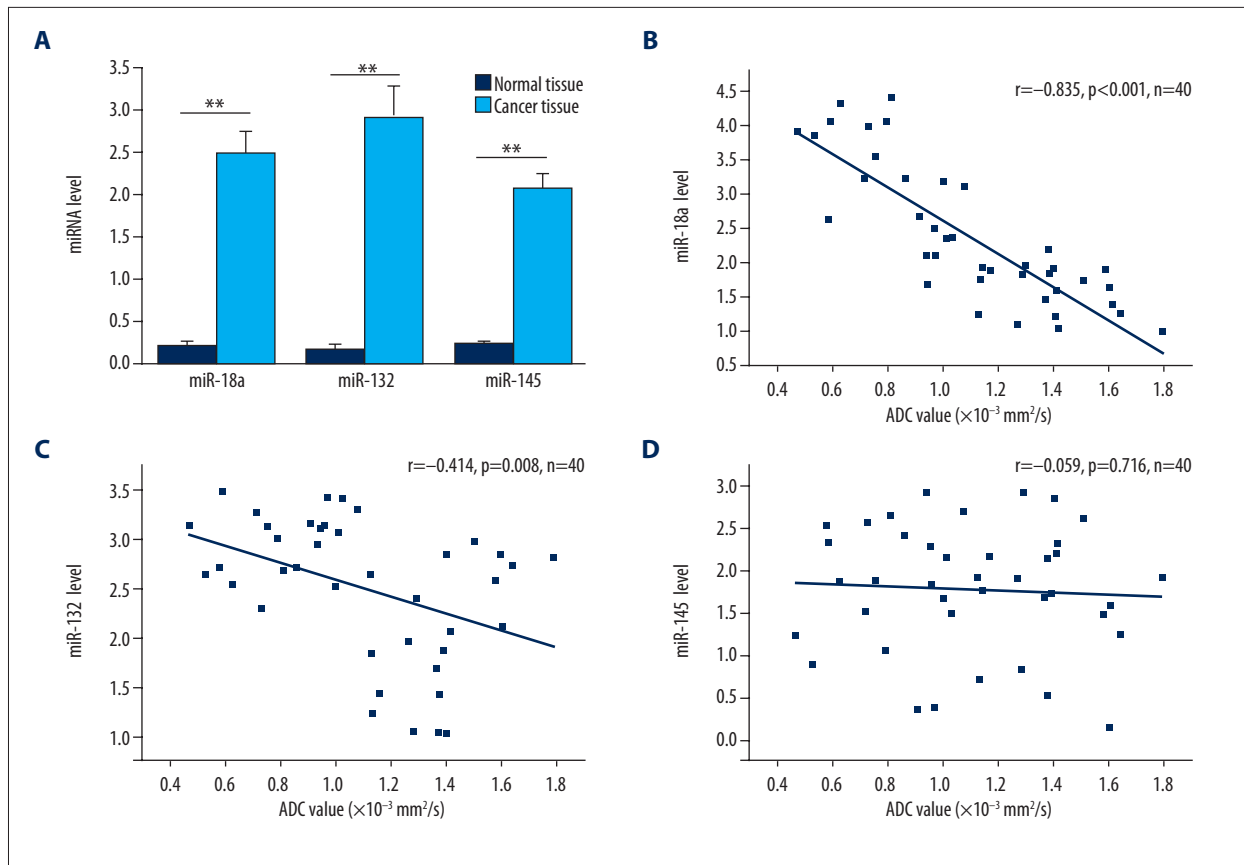 A
3.5
3.0
2.5
2.0
1.5
1.0
0.5
0.0
miRNA level
**
**
**
Normal tissue
Cancer tissue
miR-18a
miR-132
miR-145
B
r=−0.835, p<0.001, n=40
4.5
4.0
3.5
3.0
2.5
2.0
1.5
1.0
0.5
miR-18a level
0.4 0.6 0.8 1.0 1.2 1.4 1.6 1.8
ADC value (×10⁻³ mm²/s)
C
r=−0.414, p=0.008, n=40
3.5
3.0
2.5
2.0
1.5
1.0
miR-132 level
0.4 0.6 0.8 1.0 1.2 1.4 1.6 1.8
ADC value (×10⁻³ mm²/s)
D
r=−0.059, p=0.716, n=40
3.0
2.5
2.0
1.5
1.0
0.5
0.0
miR-145 level
0.4 0.6 0.8 1.0 1.2 1.4 1.6 1.8
ADC value (×10⁻³ mm²/s)